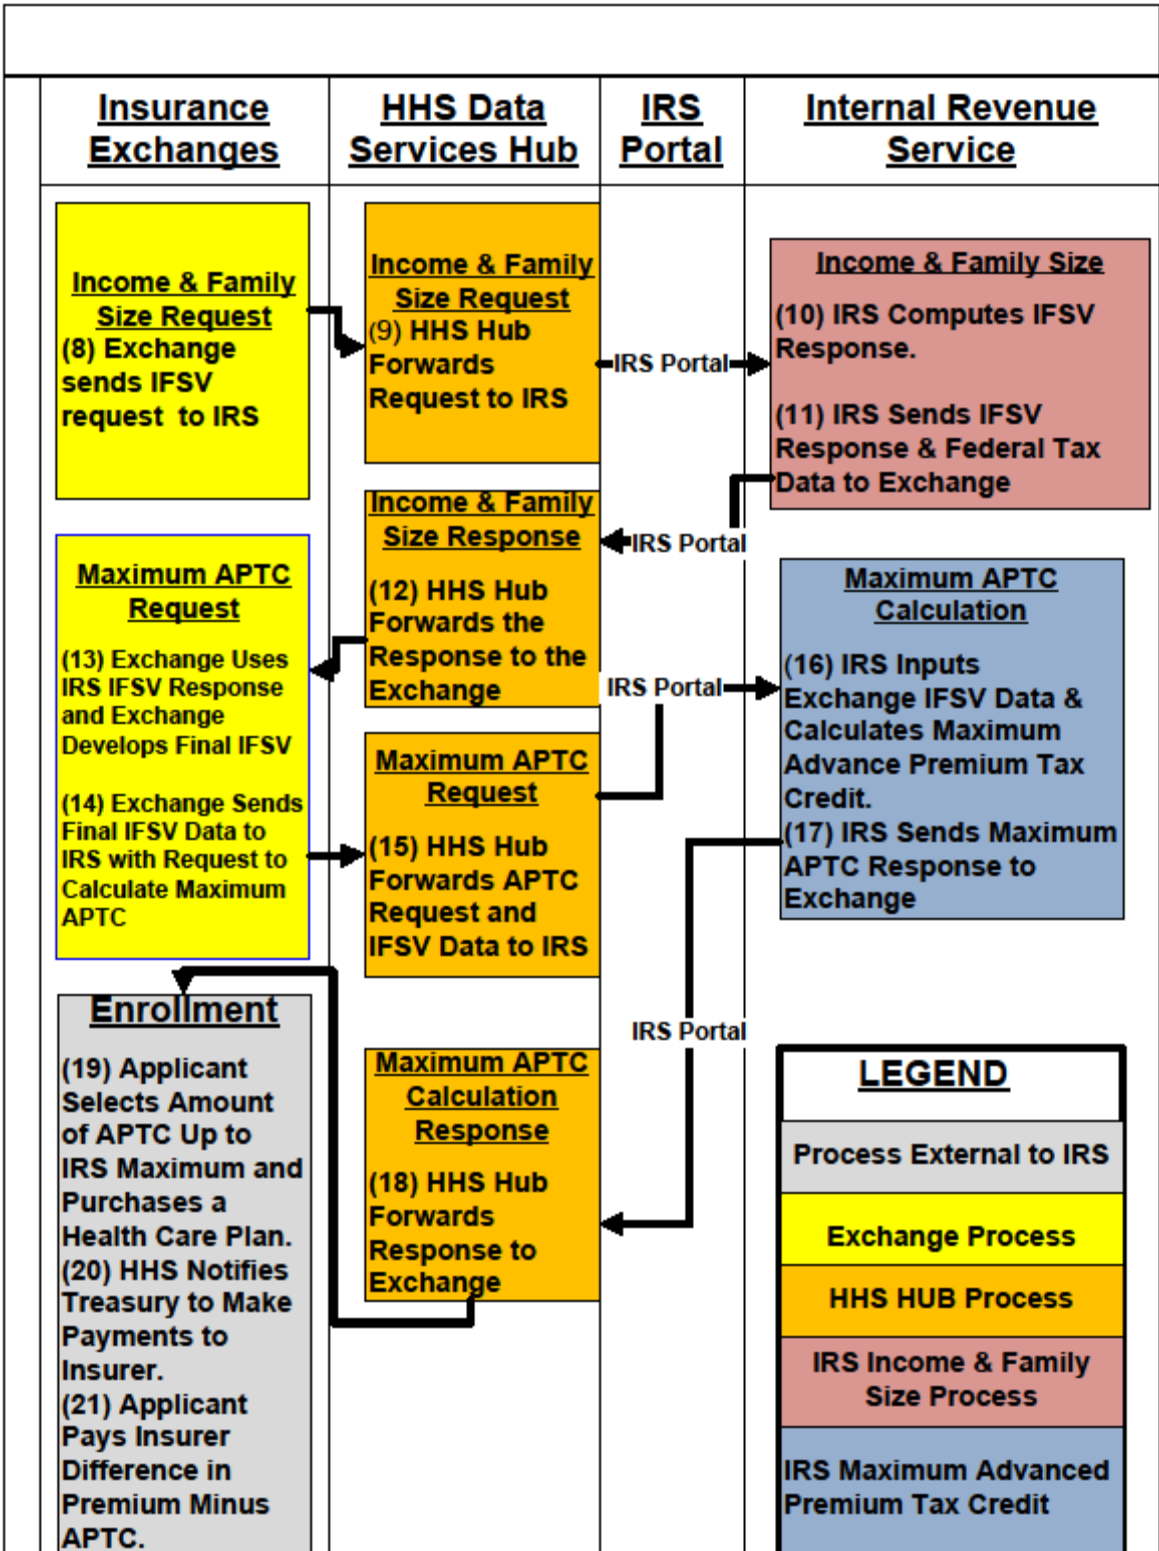 Insurance
Exchanges
HHS Data
Services Hub
IRS
Portal
Internal Revenue
Service
Income & Family
Size Request
(8) Exchange
sends IFSV
request to IRS
Income & Family
Size Request
(9) HHS Hub
Forwards
Request to IRS
IRS Portal
Income & Family Size
(10) IRS Computes IFSV
Response.
(11) IRS Sends IFSV
Response & Federal Tax
Data to Exchange
IRS Portal
Income & Family
Size Response
(12) HHS Hub
Forwards the
Response to the
Exchange
Maximum APTC
Request
(13) Exchange Uses
IRS IFSV Response
and Exchange
Develops Final IFSV
(14) Exchange Sends
Final IFSV Data to
IRS with Request to
Calculate Maximum
APTC
Maximum APTC
Request
(15) HHS Hub
Forwards APTC
Request and
IFSV Data to IRS
IRS Portal
Maximum APTC
Calculation
(16) IRS Inputs
Exchange IFSV Data &
Calculates Maximum
Advance Premium Tax
Credit.
(17) IRS Sends Maximum
APTC Response to
Exchange
IRS Portal
Maximum APTC
Calculation
Response
(18) HHS Hub
Forwards
Response to
Exchange
Enrollment
(19) Applicant
Selects Amount
of APTC Up to
IRS Maximum and
Purchases a
Health Care Plan.
(20) HHS Notifies
Treasury to Make
Payments to
Insurer.
(21) Applicant
Pays Insurer
Difference in
Premium Minus
APTC.
LEGEND
Process External to IRS
Exchange Process
HHS HUB Process
IRS Income & Family
Size Process
IRS Maximum Advanced
Premium Tax Credit